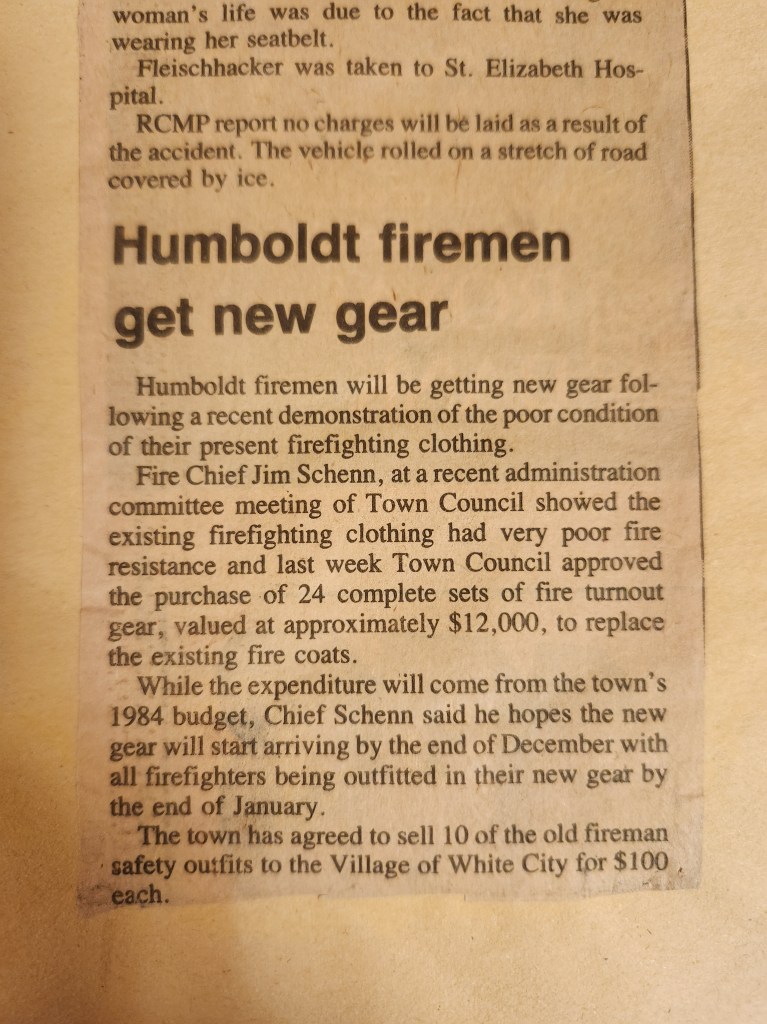 woman's life was due to the fact that she was
wearing her seatbelt.
Fleischhacker was taken to St. Elizabeth Hos-
pital.
RCMP report no charges will be laid as a result of
the accident. The vehicle rolled on a stretch of road
covered by ice.
Humboldt firemen
get new gear
Humboldt firemen will be getting new gear fol-
lowing a recent demonstration of the poor condition
of their present firefighting clothing.
Fire Chief Jim Schenn, at a recent administration
committee meeting of Town Council showed the
existing firefighting clothing had very poor fire
resistance and last week Town Council approved
the purchase of 24 complete sets of fire turnout
gear, valued at approximately $12,000, to replace
the existing fire coats.
While the expenditure will come from the town's
1984 budget, Chief Schenn said he hopes the new
gear will start arriving by the end of December with
all firefighters being outfitted in their new gear by
the end of January.
The town has agreed to sell 10 of the old fireman
safety outfits to the Village of White City for $100
each.